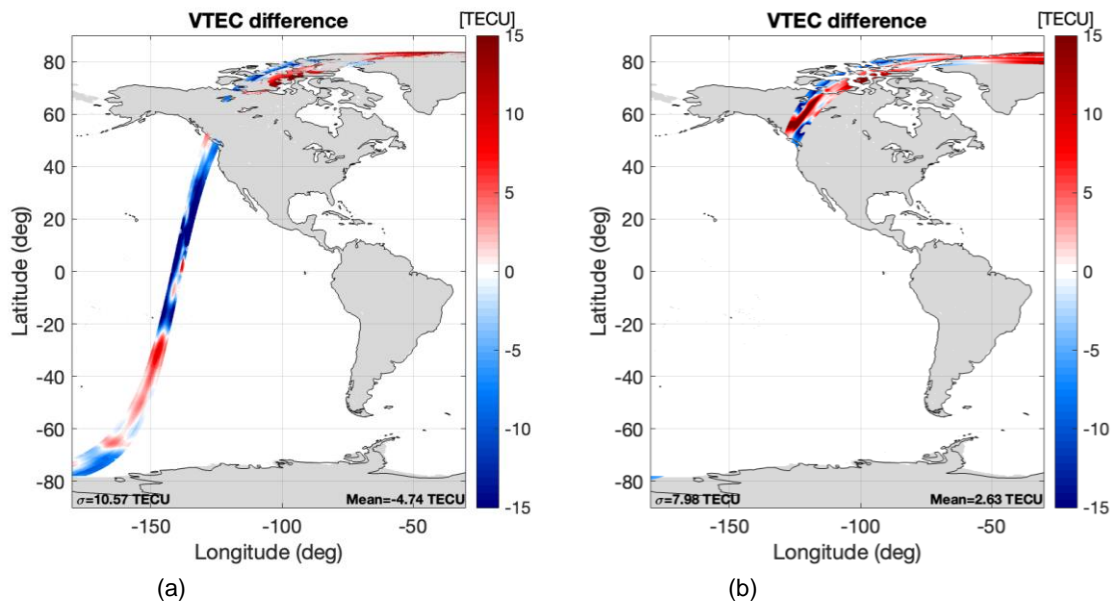 VTEC difference
[TECU]
80
60
40
20
0
-20
-40
-60
-80
Latitude (deg)
-150
-100
-50
Longitude (deg)
σ=10.57 TECU
Mean=-4.74 TECU
15
10
5
0
-5
-10
-15
(a)
VTEC difference
[TECU]
80
60
40
20
0
-20
-40
-60
-80
Latitude (deg)
-150
-100
-50
Longitude (deg)
σ=7.98 TECU
Mean=2.63 TECU
15
10
5
0
-5
-10
-15
(b)